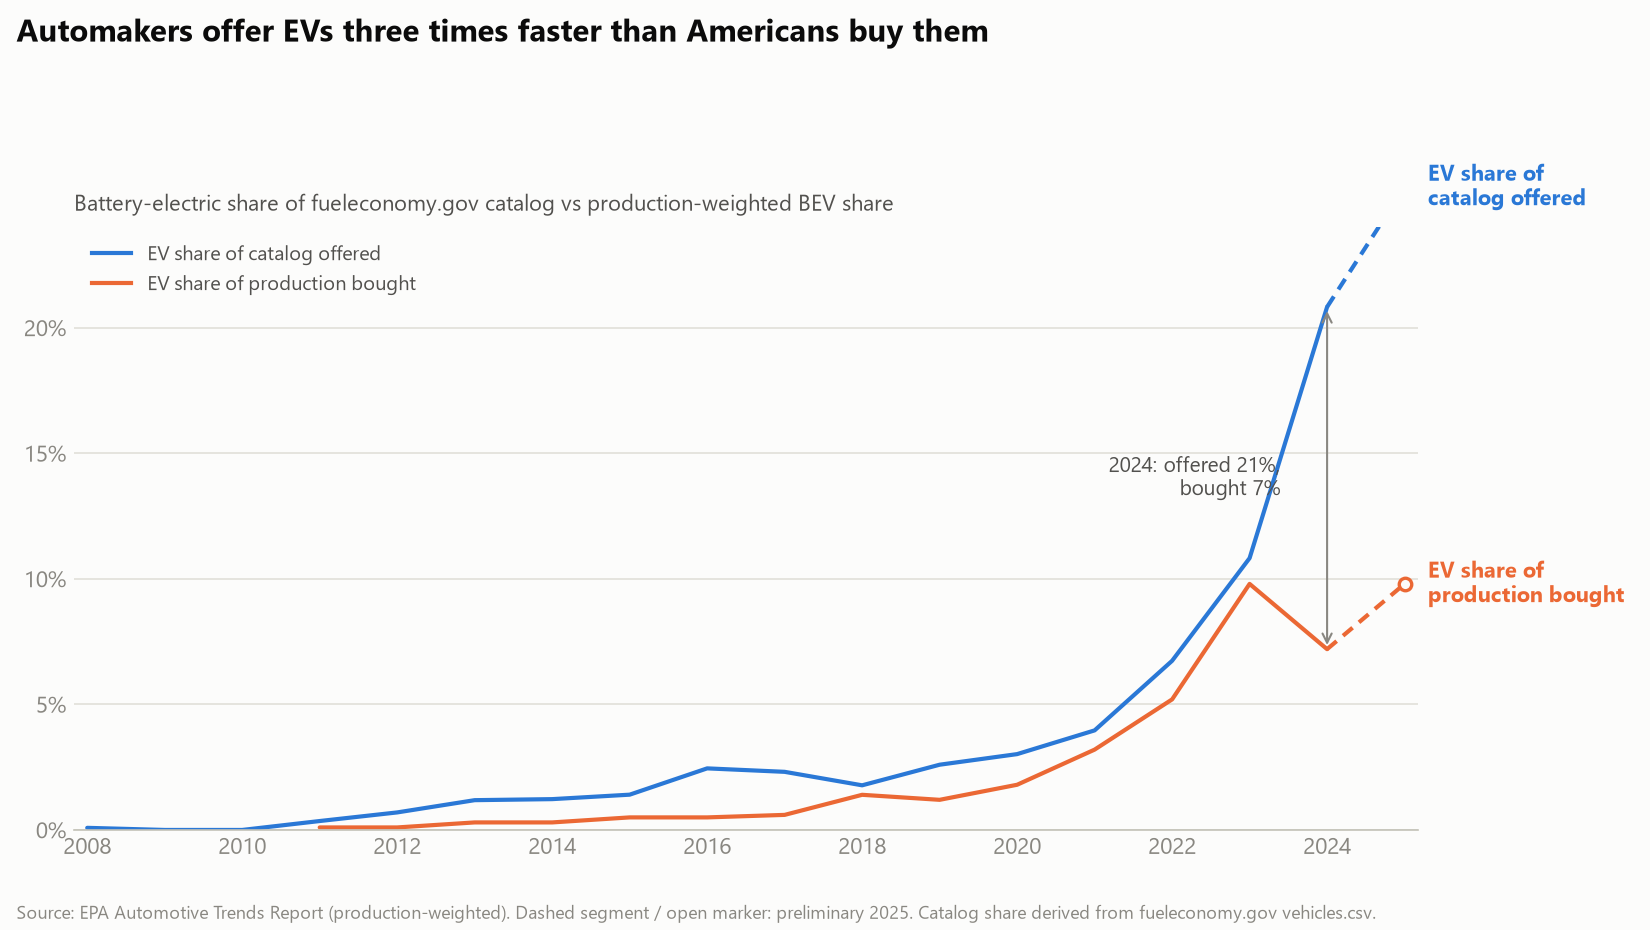 Automakers offer EVs three times faster than Americans buy them
EV share of
catalog offered
Battery-electric share of fueleconomy.gov catalog vs production-weighted BEV share
EV share of catalog offered
EV share of production bought
20%
15%
2024: offered 21%,
bought 7%
10%
EV share of
production bought
5%
0%
2008 2010 2012 2014 2016 2018 2020 2022 2024
Source: EPA Automotive Trends Report (production-weighted). Dashed segment / open marker: preliminary 2025. Catalog share derived from fueleconomy.gov vehicles.csv.